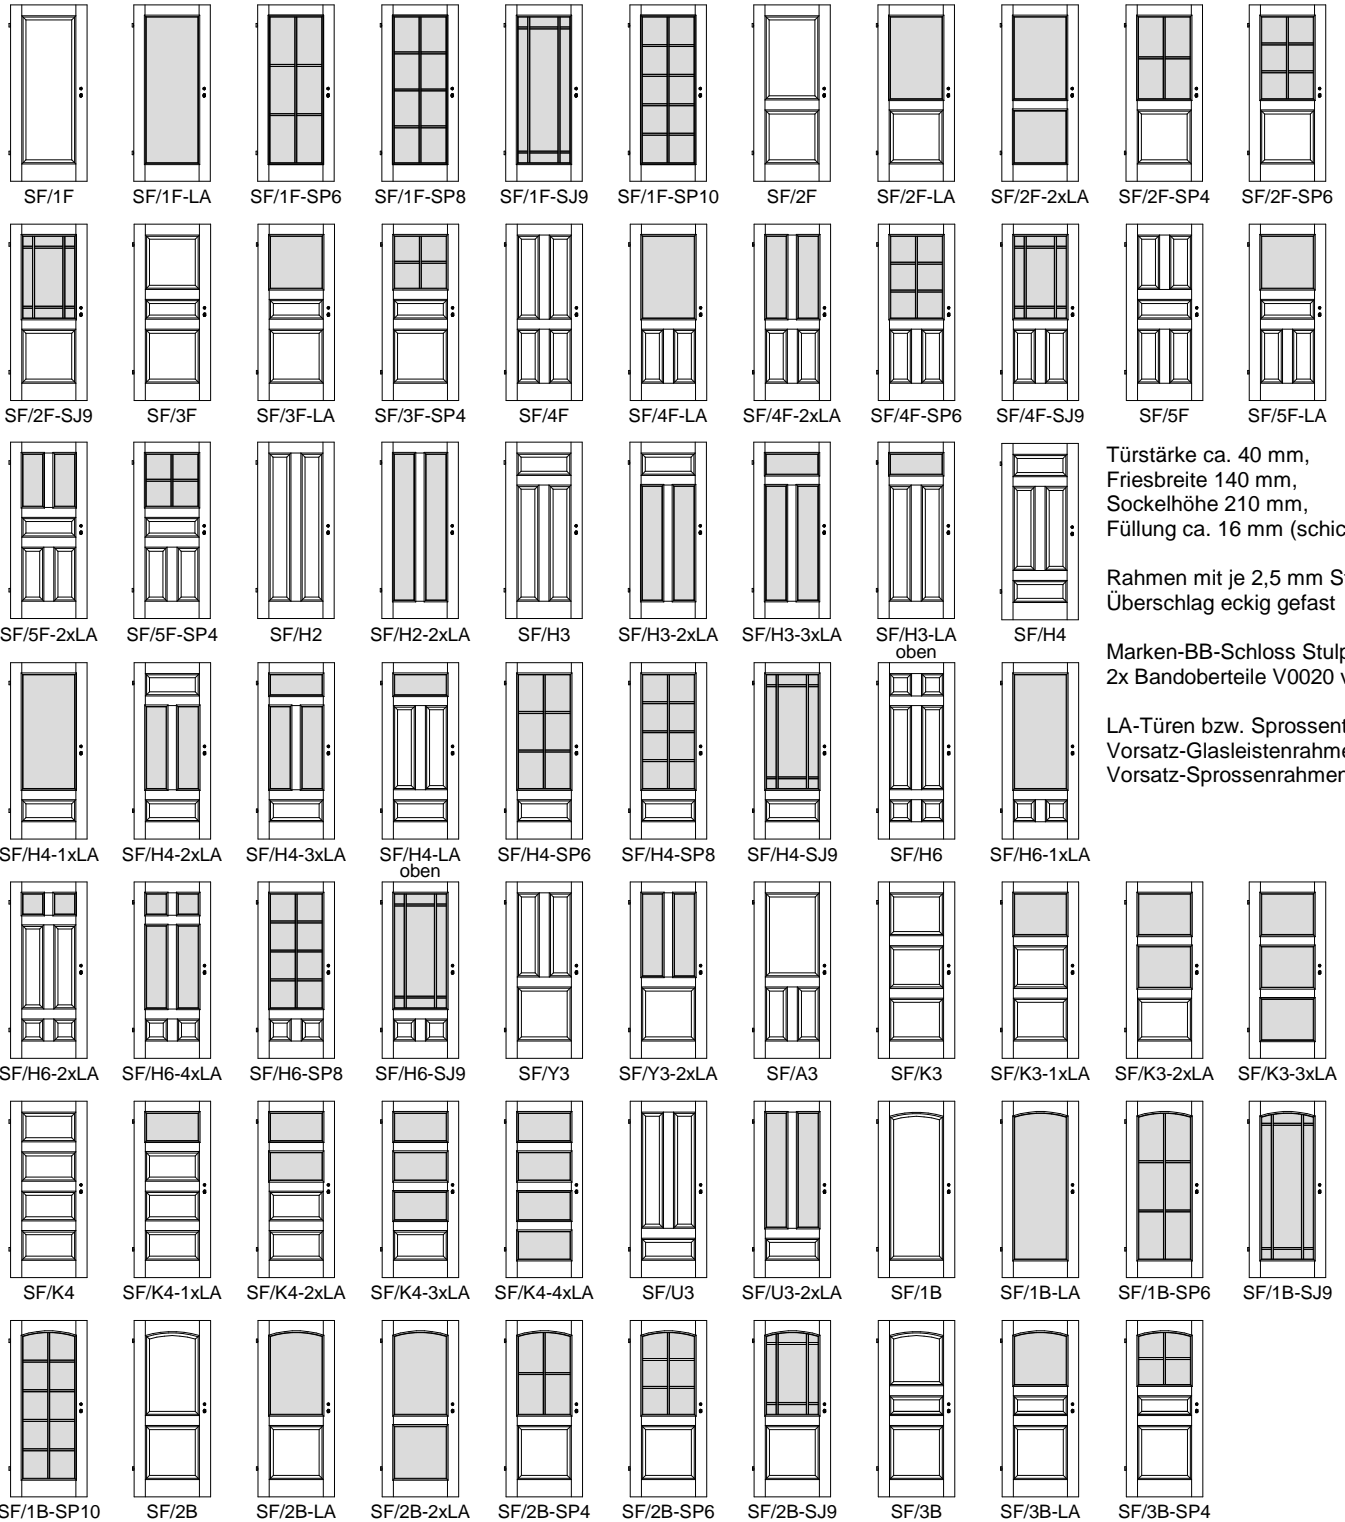 SF/1F SF/1F-LA SF/1F-SP6 SF/1F-SP8 SF/1F-SJ9 SF/1F-SP10 SF/2F SF/2F-LA SF/2F-2xLA SF/2F-SP4 SF/2F-SP6
SF/2F-SJ9 SF/3F SF/3F-LA SF/3F-SP4 SF/4F SF/4F-LA SF/4F-2xLA SF/4F-SP6 SF/4F-SJ9 SF/5F SF/5F-LA
SF/5F-2xLA SF/5F-SP4 SF/H2 SF/H2-2xLA SF/H3 SF/H3-2xLA SF/H3-3xLA SF/H3-LA SF/H4
oben
Türstärke ca. 40 mm,
Friesbreite 140 mm,
Sockelhöhe 210 mm,
Füllung ca. 16 mm
Rahmen mit je 2,5 mm
Überschlag eckig gefast
Marken-BB-Schloss Stulp
2x Bandoberteile V0020
LA-Türen bzw.
SF/H4-1xLA SF/H4-2xLA SF/H4-3xLA SF/H4-LA SF/H4-SP6 SF/H4-SP8 SF/H4-SJ9 SF/H6 SF/H6-1xLA
oben
SF/H6-2xLA SF/H6-4xLA SF/H6-SP8 SF/H6-SJ9 SF/Y3 SF/Y3-2xLA SF/A3 SF/K3 SF/K3-1xLA SF/K3-2xLA SF/K3-3xLA
SF/K4 SF/K4-1xLA SF/K4-2xLA SF/K4-3xLA SF/K4-4xLA SF/U3 SF/U3-2xLA SF/1B SF/1B-LA SF/1B-SP6 SF/1B-SJ9
SF/1B-SP10 SF/2B SF/2B-LA SF/2B-2xLA SF/2B-SP4 SF/2B-SP6 SF/2B-SJ9 SF/3B SF/3B-LA SF/3B-SP4